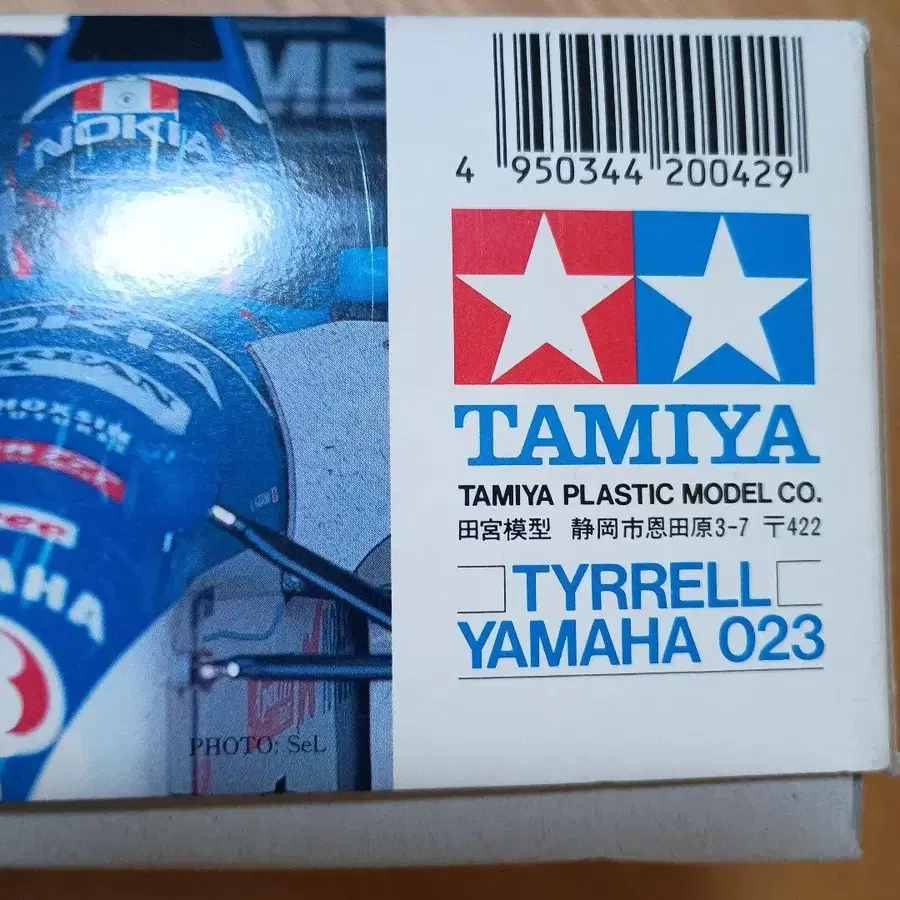 NOKIA
4 950344 200429
TAMIYA
TAMIYA PLASTIC MODEL CO.
田宮模型 静岡市恩田原3-7 〒422
TYRRELL
YAMAHA 023
PHOTO: SeL